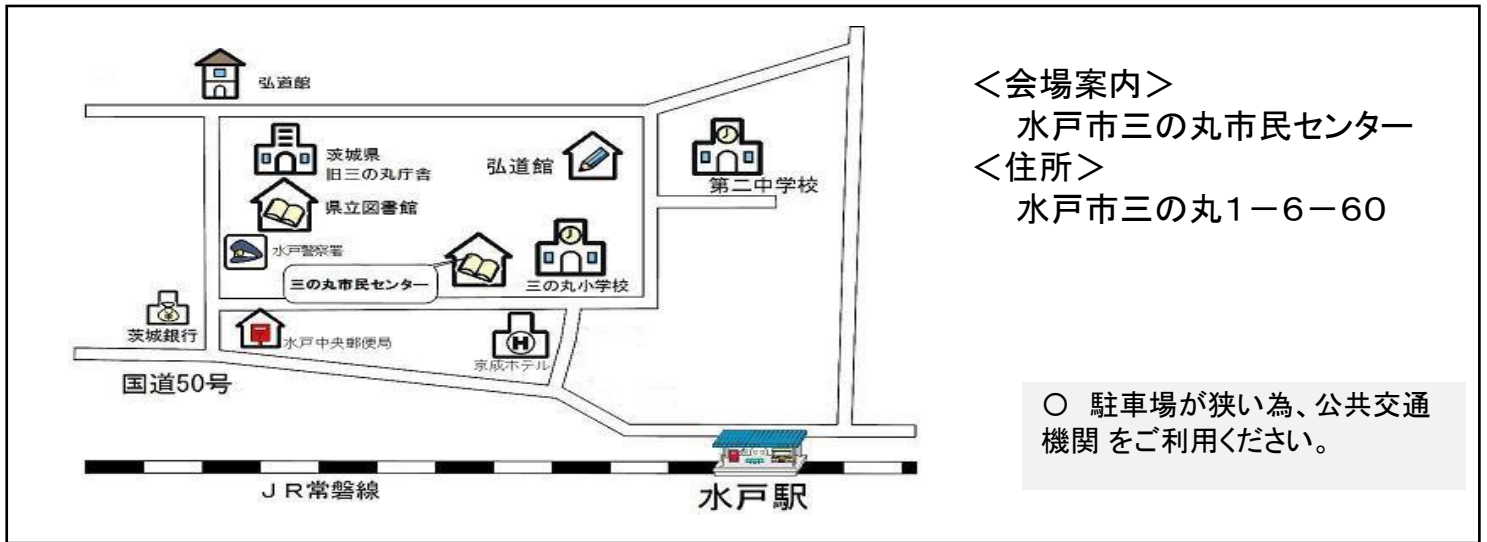 弘道館
茨城県
旧三の丸庁舎
県立図書館
水戸警察署
三の丸市民センター
弘道館
三の丸小学校
第二中学校
茨城銀行
水戸中央郵便局
京成ホテル
国道50号
JR常磐線
水戸駅
<会場案内>
水戸市三の丸市民センター
<住所>
水戸市三の丸1-6-60
○ 駐車場が狭い為、公共交通
機関 をご利用ください。